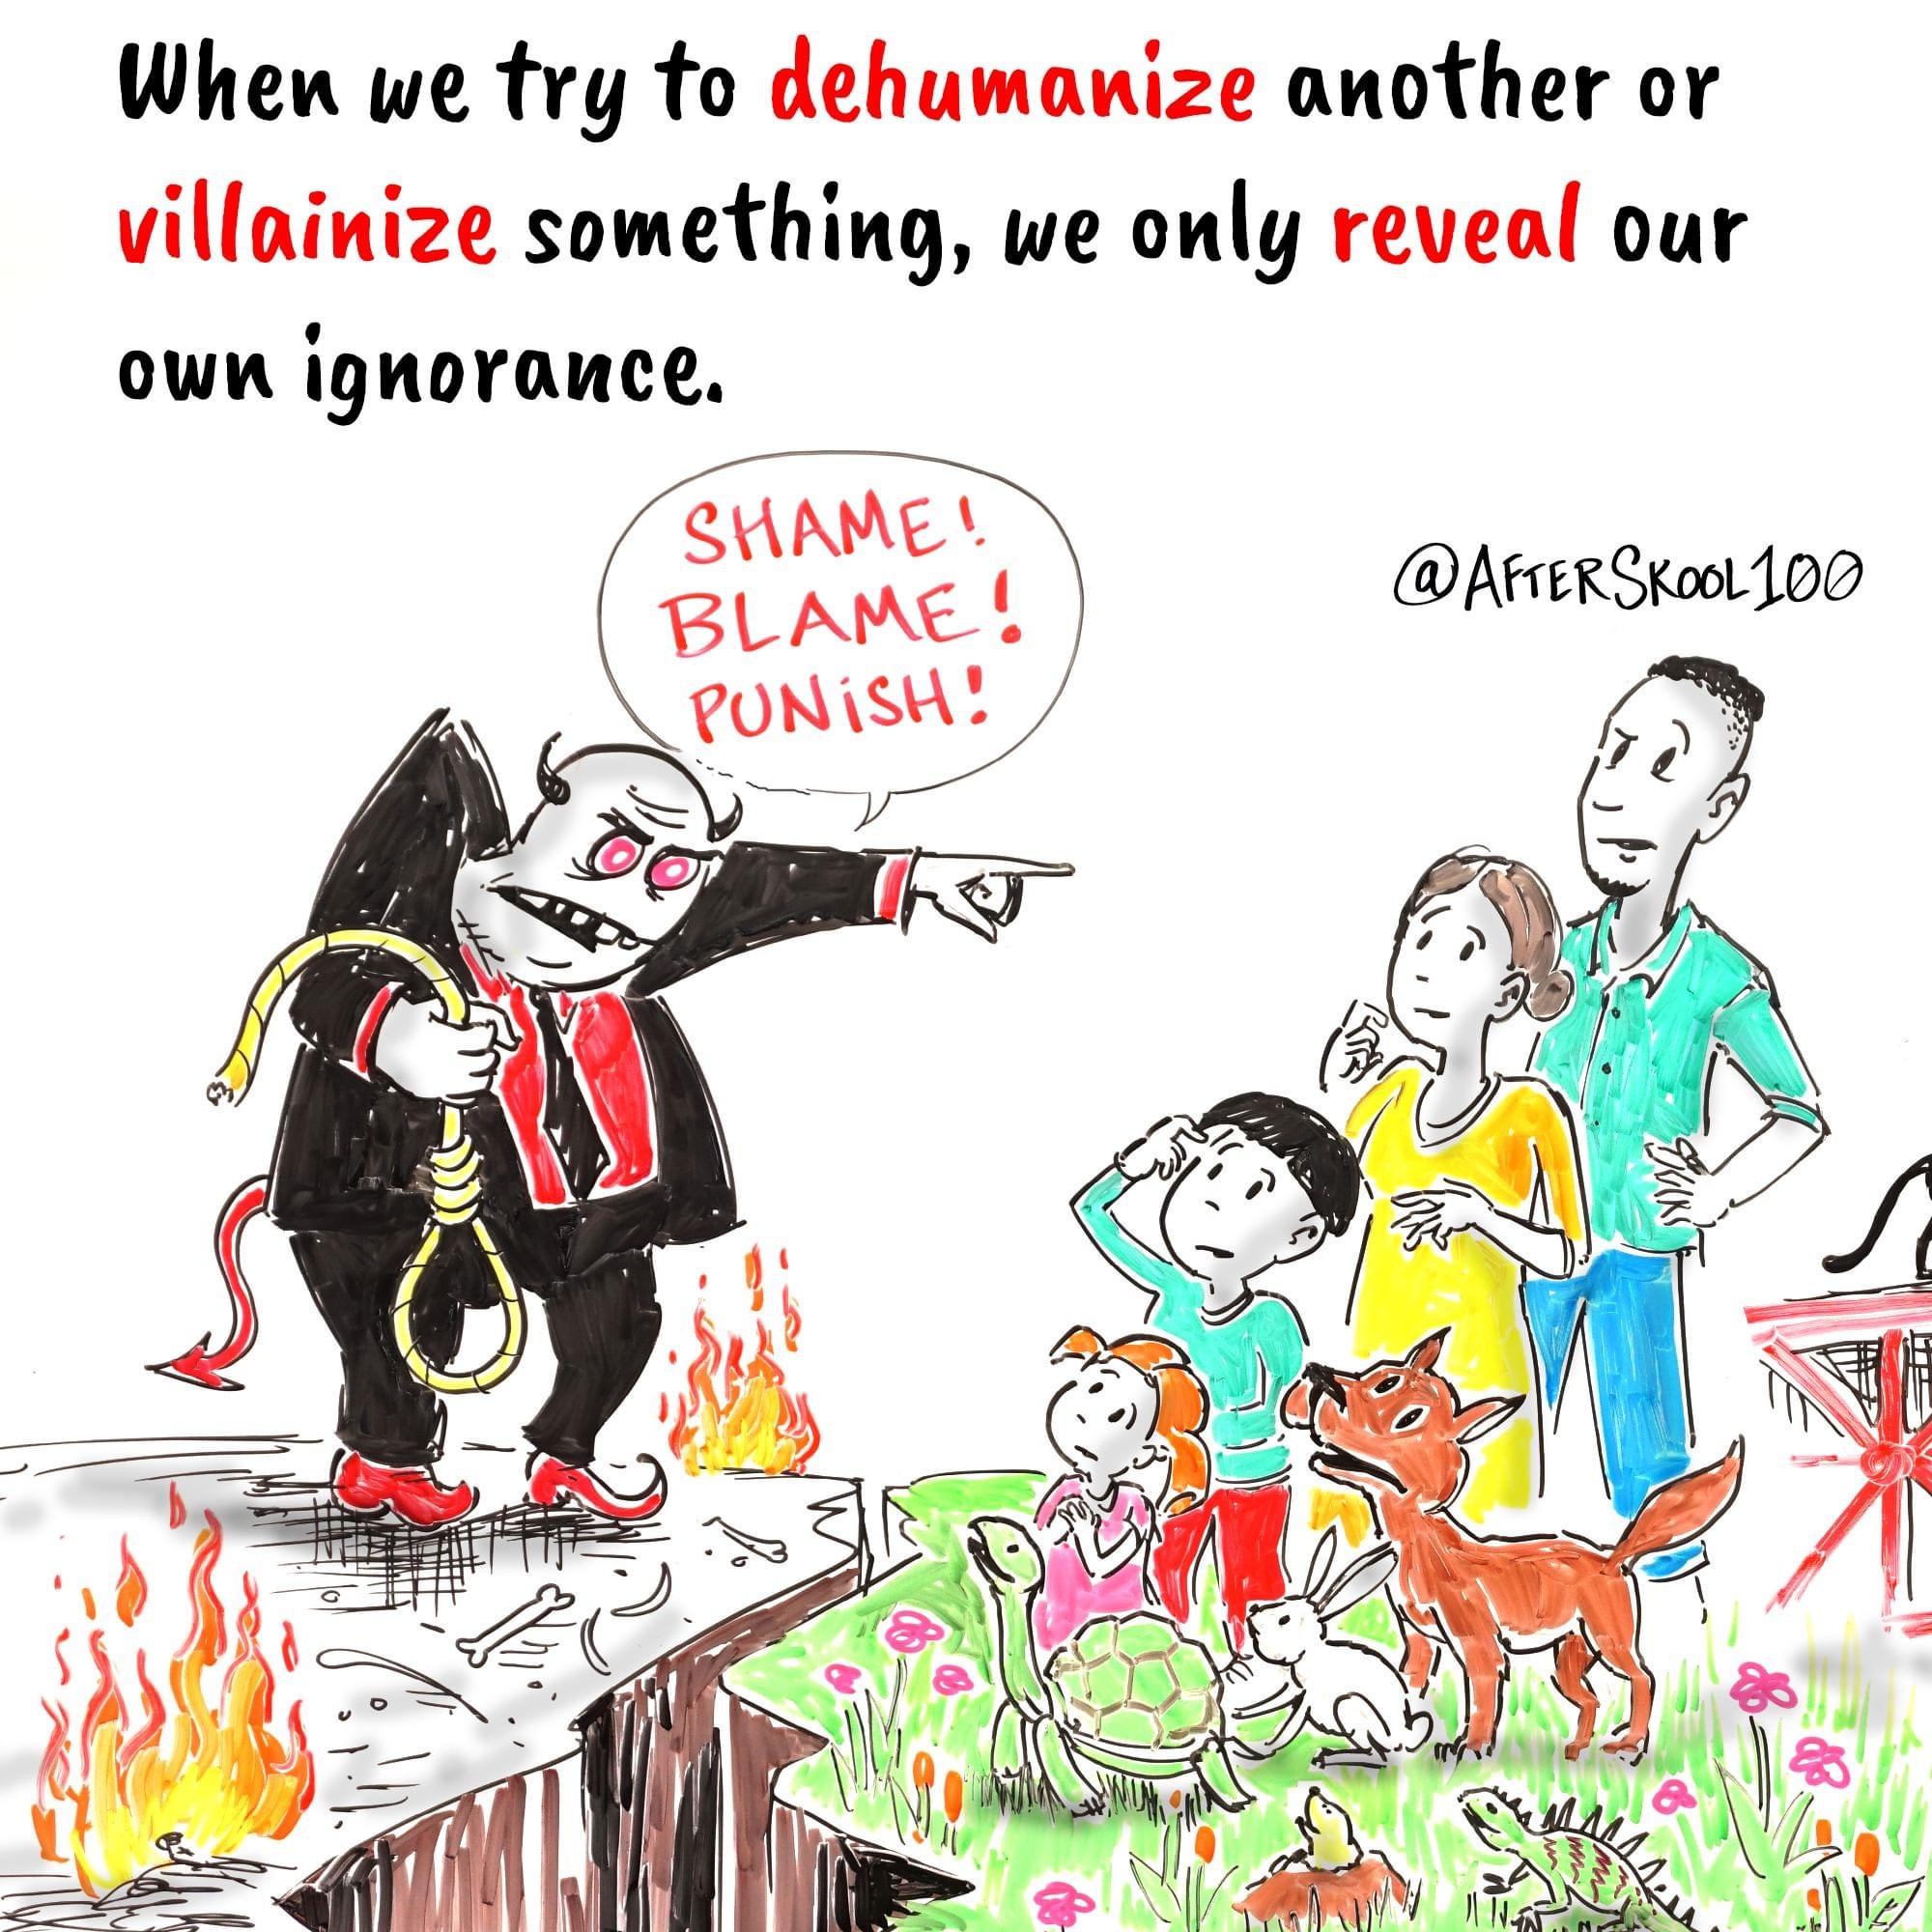 When we try to dehumanize another or
villainize something, we only reveal our
own ignorance.
SHAME!
BLAME!
PUNiSH!
@AFTERSKOOL100